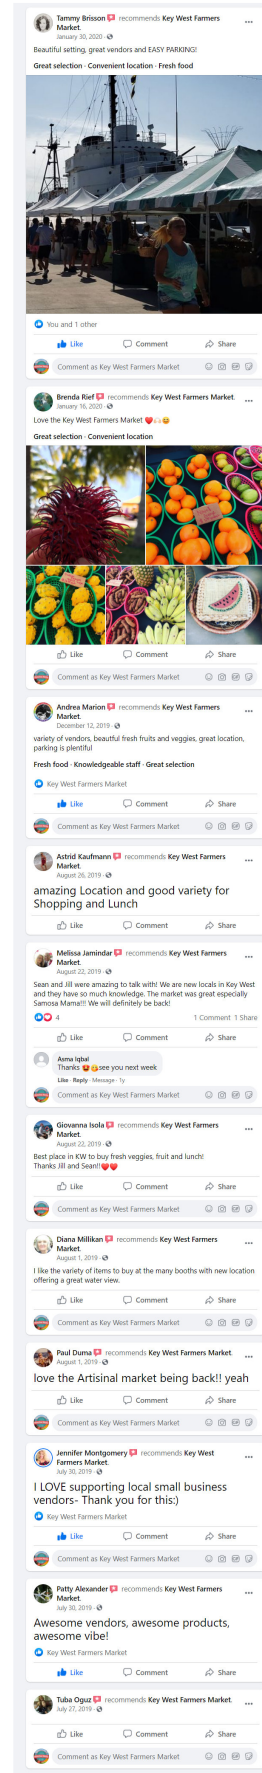 Tammy Brisson recommends Key West Farmers
Market.
January 30, 2020 ·
Beautiful setting, great vendors and EASY PARKING!
Great selection · Convenient location · Fresh food
You and 1 other
Like Comment Share
Comment as Key West Farmers Market
Brenda Rief recommends Key West Farmers Market.
January 16, 2020 ·
Love the Key West Farmers Market
Great selection · Convenient location
Like Comment Share
Comment as Key West Farmers Market
Andrea Marion recommends Key West Farmers
Market.
December 12, 2019 ·
variety of vendors, beautful fresh fruits and veggies, great location,
parking is plentiful
Fresh food · Knowledgeable staff · Great selection
Key West Farmers Market
Like Comment Share
Comment as Key West Farmers Market
Astrid Kaufmann recommends Key West Farmers
Market.
August 26, 2019 ·
amazing Location and good variety for
Shopping and Lunch
Like Comment Share
Melissa Jamindar recommends Key West Farmers
Market.
August 22, 2019 ·
Sean and Jill were amazing to talk with! We are new locals in Key West
and they have so much knowledge. The market was great especially
Samosa Mama!!! We will definitely be back!
4 1 Comment 1 Share
Like Comment Share
Asma Iqbal
Thanks see you next week
Like · Reply · Message · 1y
Comment as Key West Farmers Market
Giovanna Isola recommends Key West Farmers
Market.
August 22, 2019 ·
Best place in KW to buy fresh veggies, fruit and lunch!
Thanks Jill and Sean!!
Like Comment Share
Comment as Key West Farmers Market
Diana Millikan recommends Key West Farmers
Market.
August 1, 2019 ·
I like the variety of items to buy at the many booths with new location
offering a great water view.
Like Comment Share
Comment as Key West Farmers Market
Paul Duma recommends Key West Farmers Market.
August 1, 2019 ·
love the Artisinal market being back!! yeah
Like Comment Share
Comment as Key West Farmers Market
Jennifer Montgomery recommends Key West
Farmers Market.
July 30, 2019 ·
I LOVE supporting local small business
vendors- Thank you for this:)
Key West Farmers Market
Like Comment Share
Comment as Key West Farmers Market
Patty Alexander recommends Key West Farmers
Market.
July 30, 2019 ·
Awesome vendors, awesome products,
awesome vibe!
Key West Farmers Market
Like Comment Share
Tuba Oguz recommends Key West Farmers Market.
July 27, 2019 ·
Like Comment Share
Comment as Key West Farmers Market